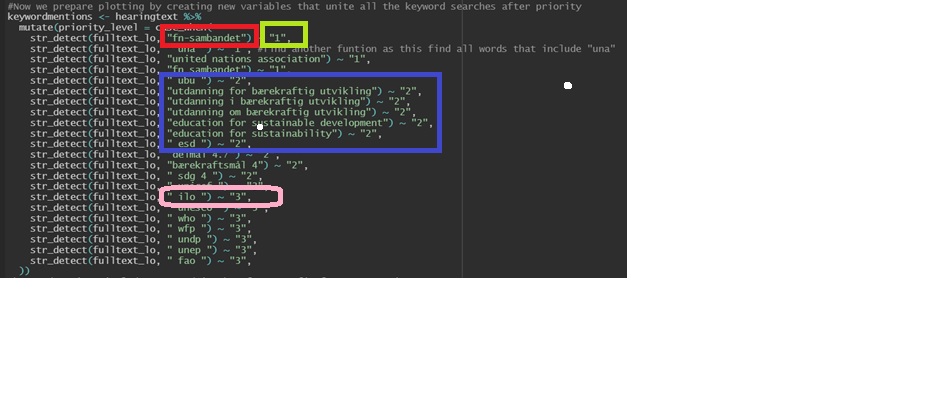 #Now we prepare plotting by creating new variables that unite all the keyword searches after priority
keywordmentions <- hearingtext %>%
mutate(priority_level = case_when(
str_detect(fulltext_lo, "fn-sambandet") ~ "1",
str_detect(fulltext_lo, "una ") ~ "1", #Find another funtion as this find all words that include "una"
str_detect(fulltext_lo, "united nations association") ~ "1",
str_detect(fulltext_lo, "fn sambandet") ~ "1",
str_detect(fulltext_lo, " ubu ") ~ "2",
str_detect(fulltext_lo, "utdanning for bærekraftig utvikling") ~ "2",
str_detect(fulltext_lo, "utdanning i bærekraftig utvikling") ~ "2",
str_detect(fulltext_lo, "utdanning om bærekraftig utvikling") ~ "2",
str_detect(fulltext_lo, "education for sustainable development") ~ "2",
str_detect(fulltext_lo, "education for sustainability") ~ "2",
str_detect(fulltext_lo, " esd ") ~ "2",
str_detect(fulltext_lo, "delmål 4.7") ~ "2",
str_detect(fulltext_lo, "bærekraftsmål 4") ~ "2",
str_detect(fulltext_lo, " sdg 4 ") ~ "2",
str_detect(fulltext_lo, " ") ~
str_detect(fulltext_lo, " ilo ") ~ "3",
str_detect(fulltext_lo, " unesco ") ~ "3",
str_detect(fulltext_lo, " who ") ~ "3",
str_detect(fulltext_lo, " wfp ") ~ "3",
str_detect(fulltext_lo, " undp ") ~ "3",
str_detect(fulltext_lo, " unep ") ~ "3",
str_detect(fulltext_lo, " fao ") ~ "3",
))